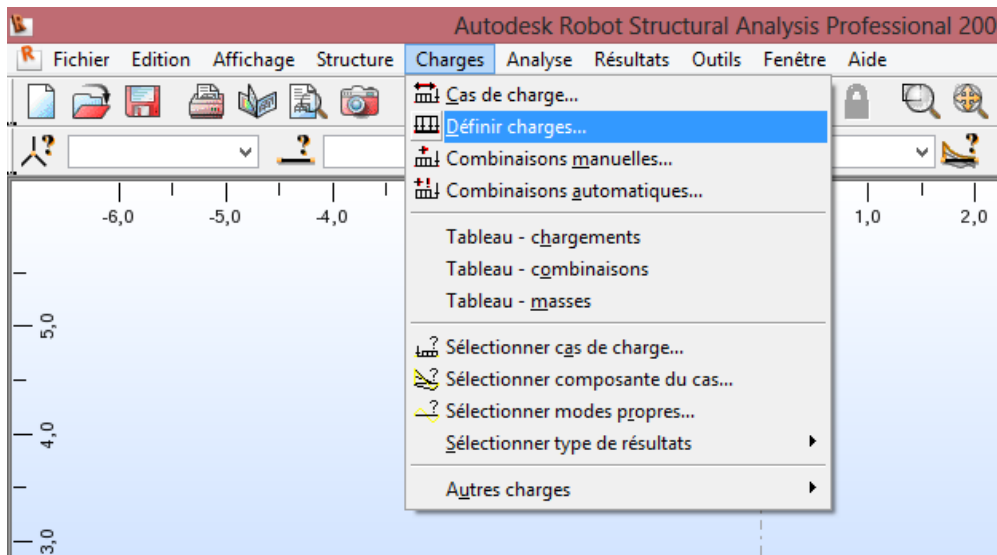 Autodesk Robot Structural Analysis Professional 200
Fichier Edition Affichage Structure Charges Analyse Résultats Outils Fenêtre Aide
Cas de charge...
Définir charges...
Combinaisons manuelles...
Combinaisons automatiques...
-6,0 -5,0 -4,0 1,0 2,0
Tableau - chargements
Tableau - combinaisons
Tableau - masses
5,0
Sélectionner cas de charge...
Sélectionner composante du cas...
Sélectionner modes propres...
4,0
Sélectionner type de résultats
Autres charges
3,0